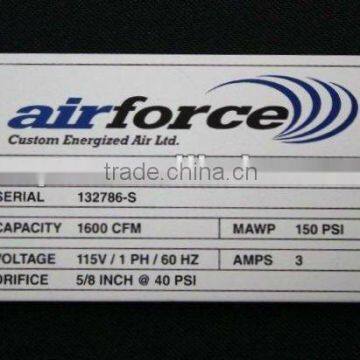 airforce
Custom Energized Air Ltd.
trade.china.cn
SERIAL 132786-S
CAPACITY 1600 CFM MAWP 150 PSI
VOLTAGE 115V / 1 PH / 60 HZ AMPS 3
ORIFICE 5/8 INCH @ 40 PSI